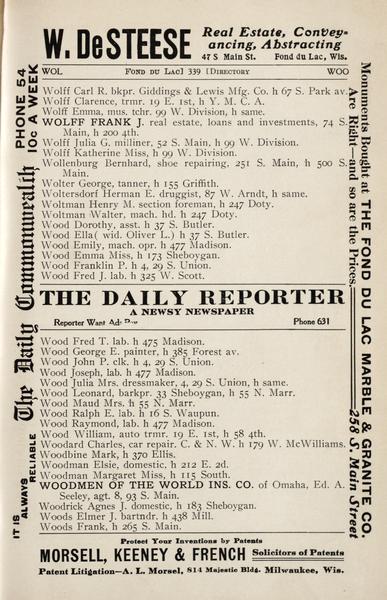 W. DeSTEESE
Real Estate, Convey-
ancing, Abstracting
47 S Main St. Fond du Lac, Wis.
WOL FOND DU LAC] 339 [DIRECTORY WOO
Wolff Carl R. bkpr. Giddings & Lewis Mfg. Co. h 67 S. Park av.
Wolff Clarence, trmr. 19 E. 1st, h Y. M. C. A.
Wolff Emma, mus. tchr. 99 W. Division, h same.
WOLFF FRANK J. real estate, loans and investments, 74 S.
Main, h 200 4th.
Wolff Julia G. milliner, 52 S. Main, h 99 W. Division.
Wolff Katherine Miss, h 99 W. Division.
Wollenburg Bernhard, shoe repairing, 251 S. Main, h 500 S.
Main.
Wolter George, tanner, h 155 Griffith.
Woltersdorf Herman E. druggist, 87 W. Arndt, h same.
Woltman Henry M. section foreman, h 247 Doty.
Woltman Walter, mach. hd. h 247 Doty.
Wood Dorothy, asst. h 37 S. Butler.
Wood Ella (wid. Oliver L.) h 37 S. Butler.
Wood Emily, mach. opr. h 477 Madison.
Wood Emma Miss, h 173 Sheboygan.
Wood Franklin P. h 4, 29 S. Union.
Wood Fred J. lab. h 325 W. Scott.
THE DAILY REPORTER
A NEWSY NEWSPAPER
Reporter Want Ads Phone 631
Wood Fred T. lab. h 475 Madison.
Wood George E. painter, h 385 Forest av.
Wood John P. clk. h 4, 29 S. Union.
Wood Joseph, lab. h 477 Madison.
Wood Julia Mrs. dressmaker, 4, 29 S. Union, h same.
Wood Leonard, barkpr. 33 Sheboygan, h 55 N. Marr.
Wood Maud Mrs. h 55 N. Marr.
Wood Ralph E. lab. h 16 S. Waupun.
Wood Raymond, lab. h 477 Madison.
Wood William, auto trmr. 19 E. 1st, h 58 4th.
Woodard Charles, car repair. C. & N. W. h 179 W. McWilliams.
Woodbine Mark, h 370 Ellis.
Woodman Elsie, domestic, h 212 E. 2d.
Woodman Margaret Miss, h 115 South.
WOODMEN OF THE WORLD INS. CO. of Omaha, Ed. A.
Seeley, agt. 8, 93 S. Main.
Woodrick Agnes J. domestic, h 183 Sheboygan.
Woods Elmer J. bartndr. h 438 Mill.
Woods Frank, h 265 S. Main.
Protect Your Inventions by Patents
MORSELL, KEENEY & FRENCH Solicitors of Patents
Patent Litigation—A. L. Morsel, 814 Majestic Bldg. Milwaukee, Wis.
IT IS ALWAYS RELIABLE
The Daily Commonwealth
PHONE 54
10c A WEEK
Monuments Bought at THE FOND DU LAC MARBLE & GRANITE CO.
Are Right—and so are the Prices. 258 S. Main Street